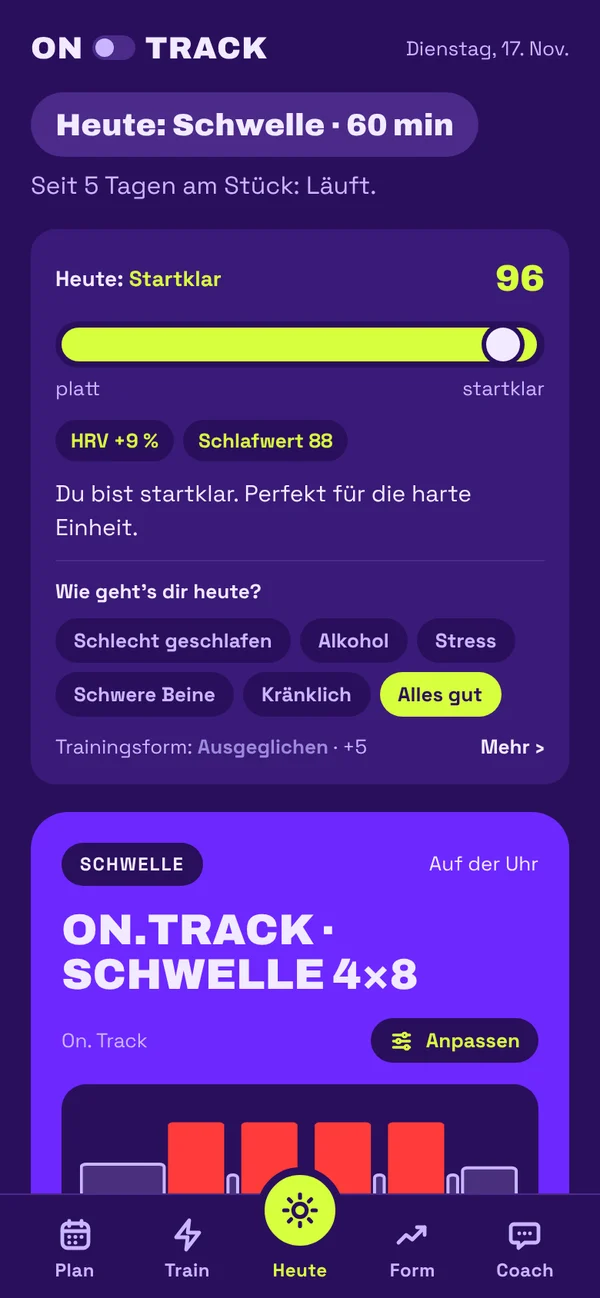 ON TRACK
Dienstag, 17. Nov.
Heute: Schwelle · 60 min
Seit 5 Tagen am Stück: Läuft.
Heute: Startklar
96
platt
startklar
HRV +9 %
Schlafwert 88
Du bist startklar. Perfekt für die harte
Einheit.
Wie geht's dir heute?
Schlecht geschlafen
Alkohol
Stress
Schwere Beine
Kränklich
Alles gut
Trainingsform: Ausgeglichen · +5
Mehr >
SCHWELLE
Auf der Uhr
ON.TRACK ·
SCHWELLE 4×8
On. Track
Anpassen
Plan
Train
Heute
Form
Coach